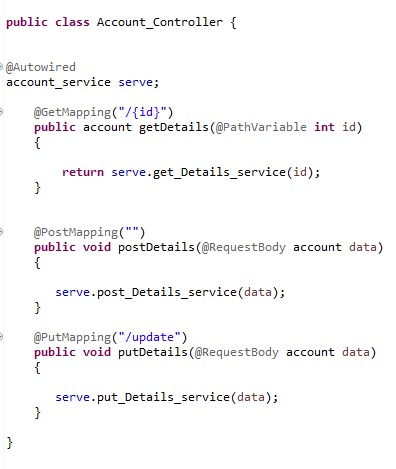 public class Account_Controller {
@Autowired
account_service serve;
@GetMapping("/{id}")
public account getDetails(@PathVariable int id)
{
return serve.get_Details_service(id);
}
@PostMapping("")
public void postDetails(@RequestBody account data)
{
serve.post_Details_service(data);
}
@PutMapping("/update")
public void putDetails(@RequestBody account data)
{
serve.put_Details_service(data);
}
}